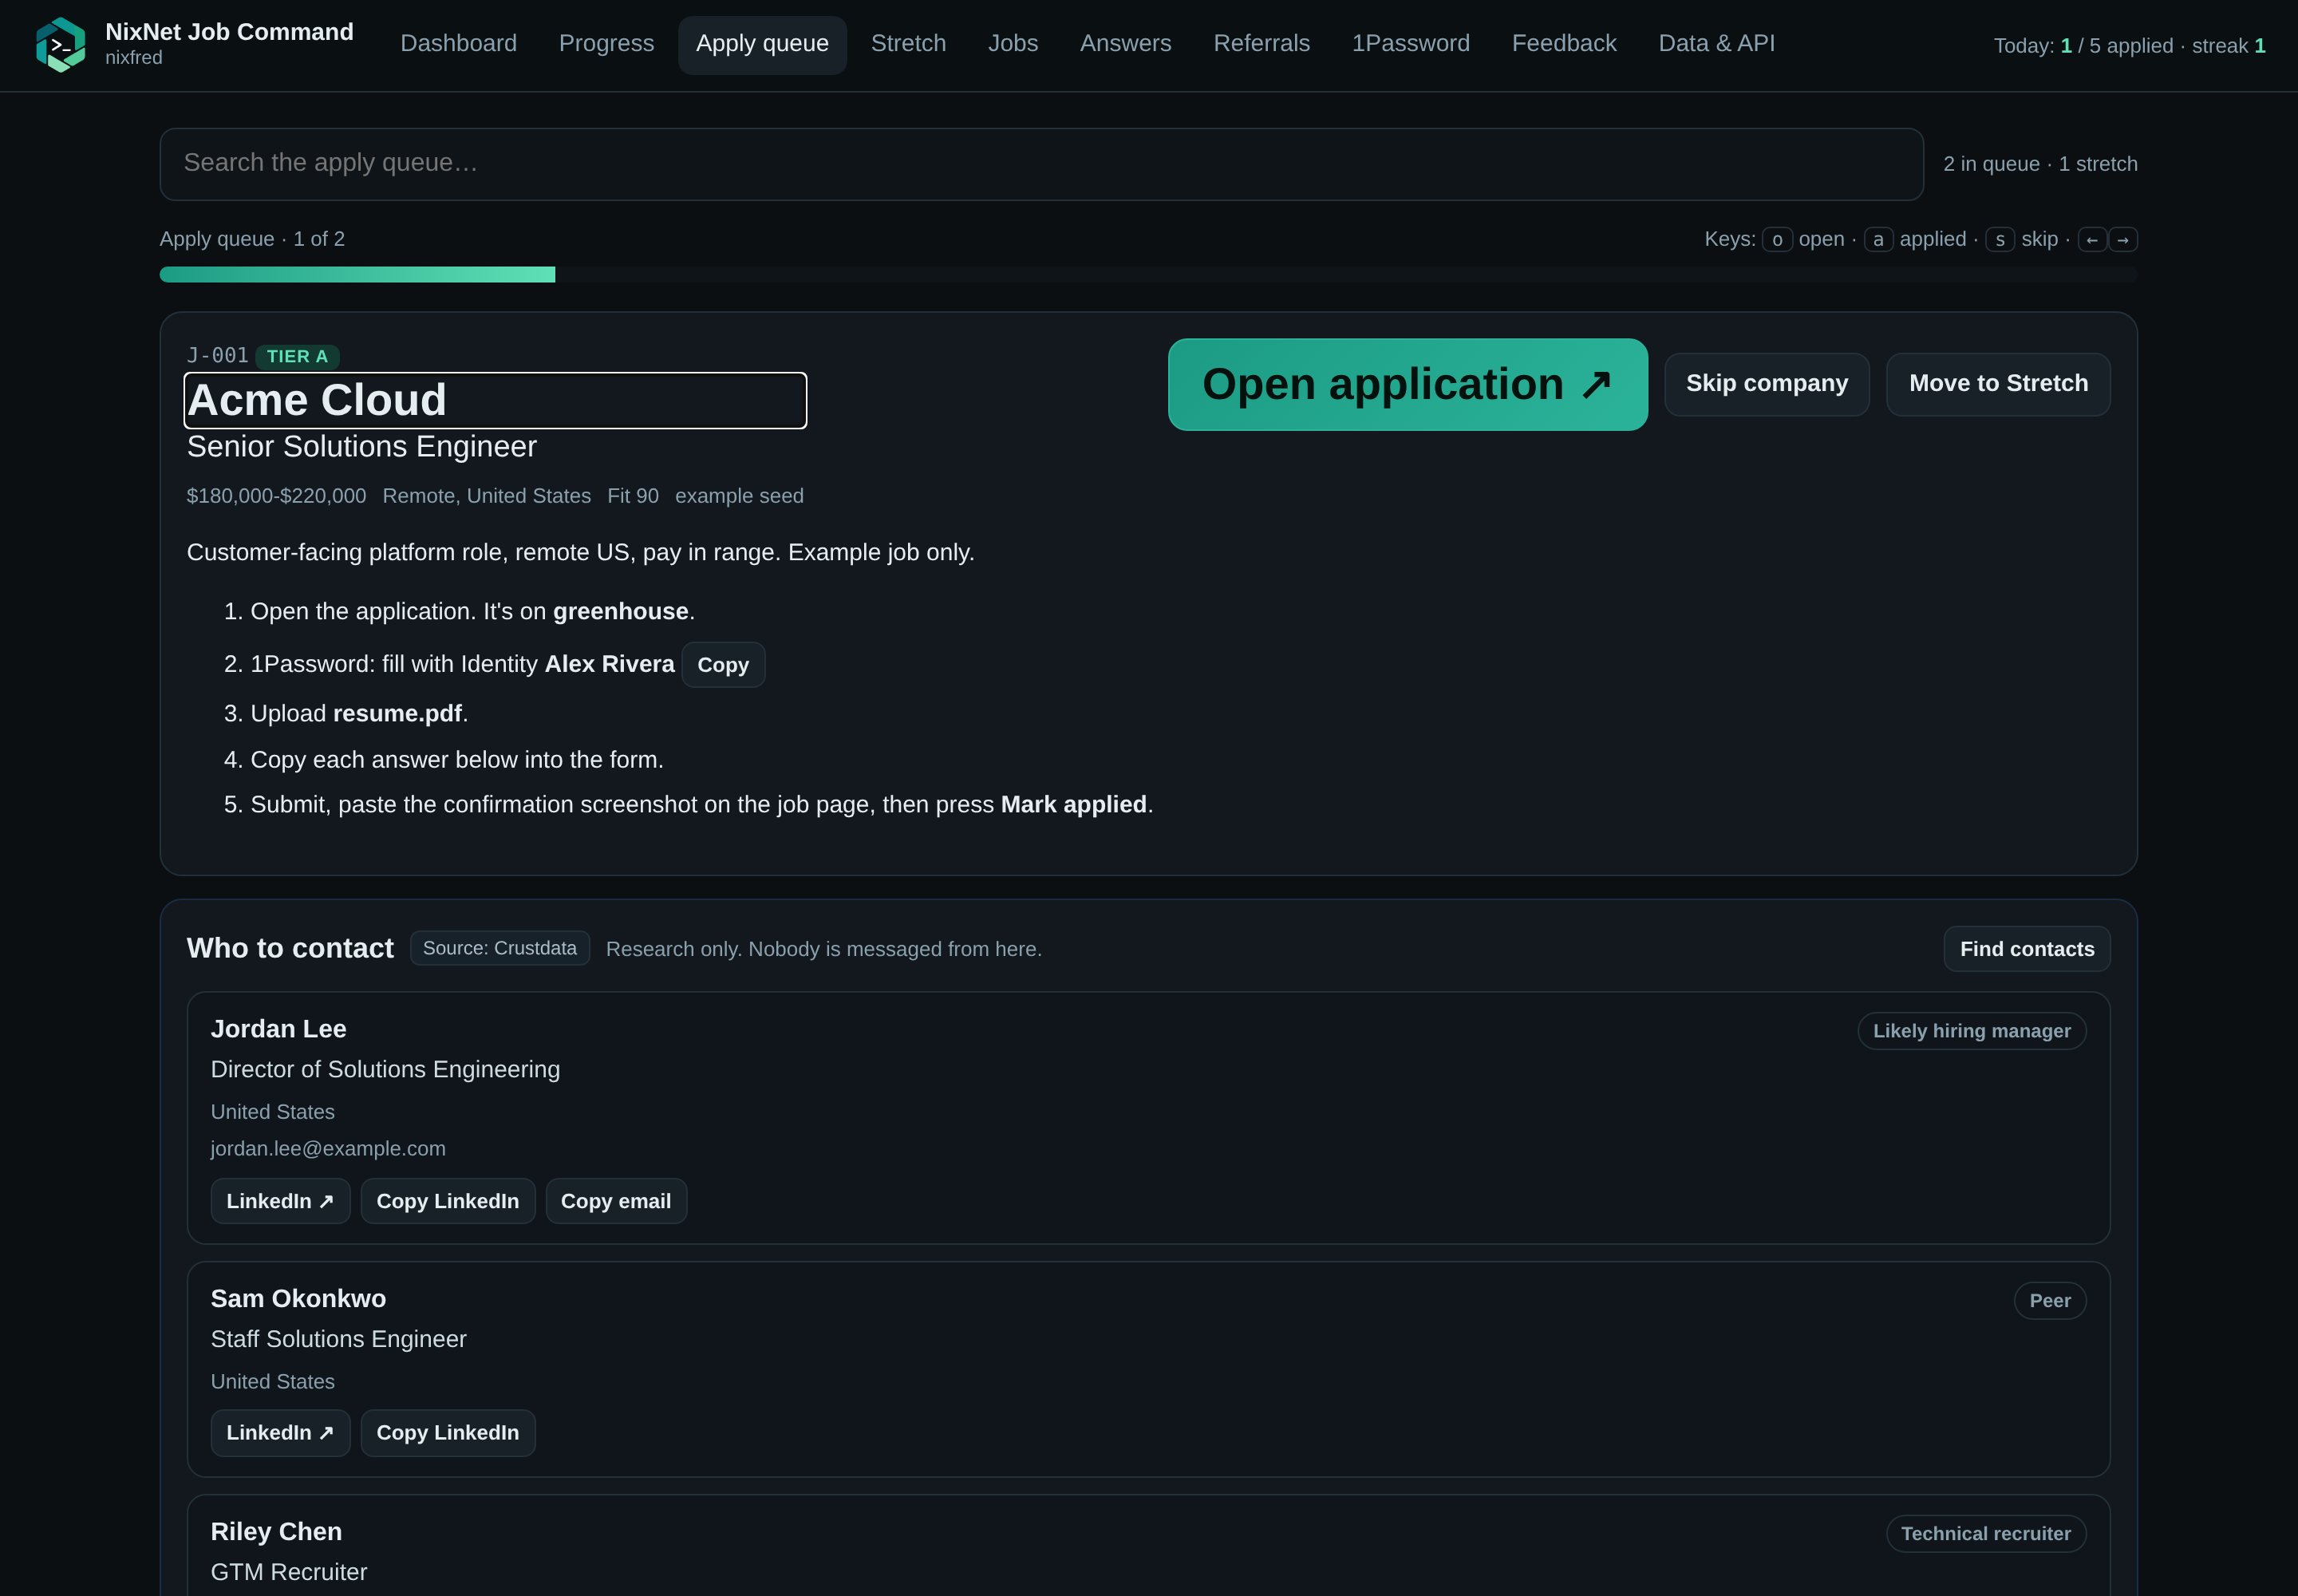 NixNet Job Command
nixfred
Dashboard Progress Apply queue Stretch Jobs Answers Referrals 1Password Feedback Data & API
Today: 1 / 5 applied · streak 1
Search the apply queue…
2 in queue · 1 stretch
Apply queue · 1 of 2
Keys: o open · a applied · s skip · ← →
J-001 TIER A
Acme Cloud
Senior Solutions Engineer
Open application ↗
Skip company
Move to Stretch
$180,000-$220,000 Remote, United States Fit 90 example seed
Customer-facing platform role, remote US, pay in range. Example job only.
1. Open the application. It's on greenhouse.
2. 1Password: fill with Identity Alex Rivera Copy
3. Upload resume.pdf.
4. Copy each answer below into the form.
5. Submit, paste the confirmation screenshot on the job page, then press Mark applied.
Who to contact Source: Crustdata Research only. Nobody is messaged from here. Find contacts
Jordan Lee Likely hiring manager
Director of Solutions Engineering
United States
jordan.lee@example.com
LinkedIn ↗ Copy LinkedIn Copy email
Sam Okonkwo Peer
Staff Solutions Engineer
United States
LinkedIn ↗ Copy LinkedIn
Riley Chen Technical recruiter
GTM Recruiter